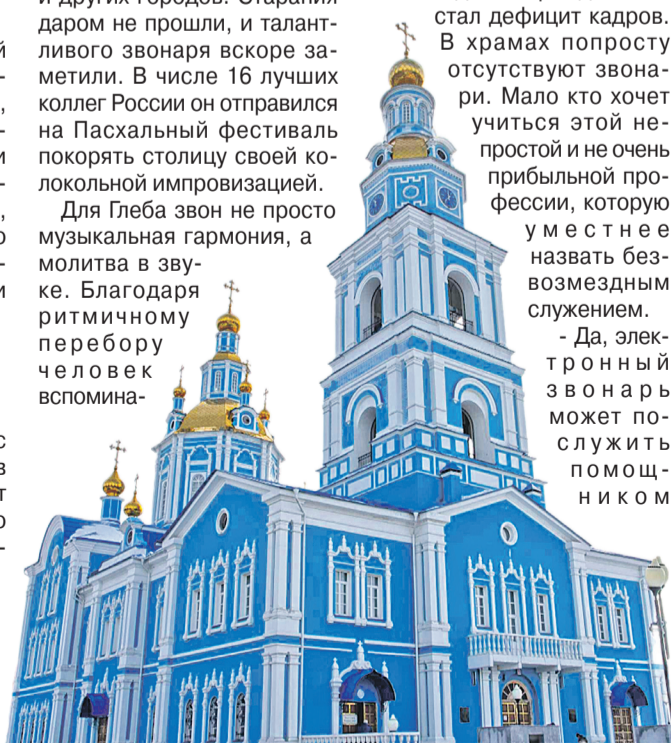 и других городов. Старания
даром не прошли, и талант-
ливого звонаря вскоре за-
метили. В числе 16 лучших
коллег России он отправился
на Пасхальный фестиваль
покорять столицу своей ко-
локольной импровизацией.
Для Глеба звон не просто
музыкальная гармония, а
молитва в зву-
ке. Благодаря
ритмичному
перебору
человек
вспомина-
стал дефицит кадров.
В храмах попросту
отсутствуют звона-
ри. Мало кто хочет
учиться этой не-
простой и не очень
прибыльной про-
фессии, которую
уместнее
назвать без-
возмездным
служением.
- Да, элек-
тронный
звонарь
может по-
служить
помощ-
ником